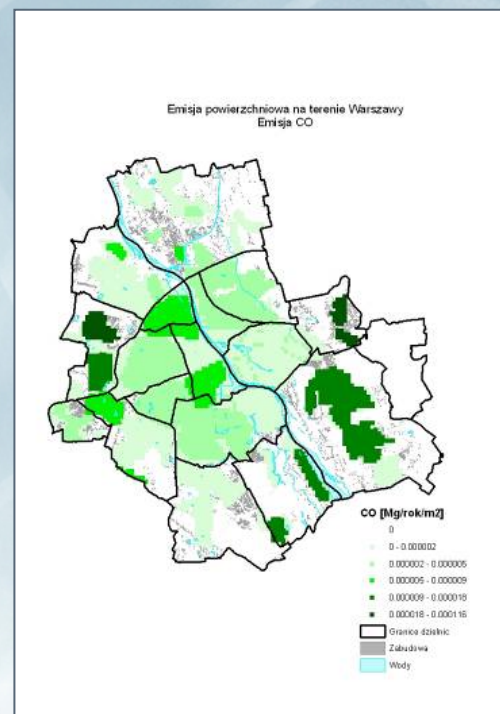 Emisja powierzchniowa na terenie Warszawy
Emisja CO
CO [Mg/rok/m2]
0
0 - 0.000002
0.000002 - 0.000005
0.000005 - 0.000009
0.000009 - 0.000018
0.000018 - 0.000116
Granice dzielnic
Zabudowa
Wody